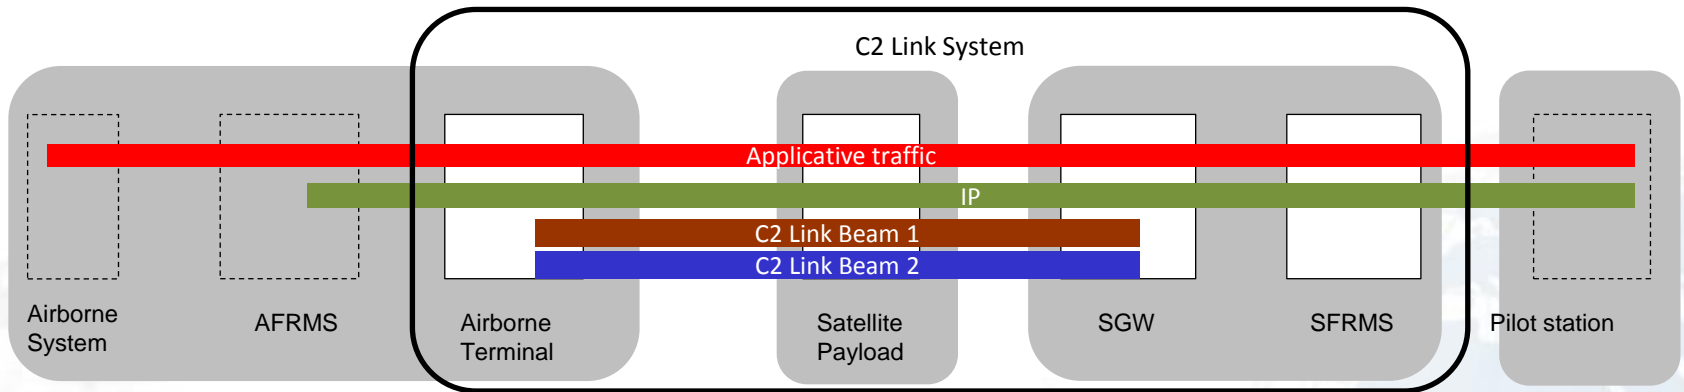 C2 Link System
Applicative traffic
IP
C2 Link Beam 1
C2 Link Beam 2
Airborne
System
AFRMS
Airborne
Terminal
Satellite
Payload
SGW
SFRMS
Pilot station